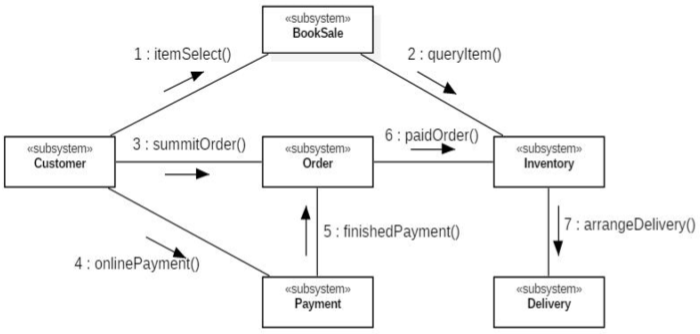 «subsystem»
BookSale
1 : itemSelect()
2 : queryItem()
«subsystem»
Customer
3 : summitOrder()
«subsystem»
Order
6 : paidOrder()
«subsystem»
Inventory
4 : onlinePayment()
5 : finishedPayment()
7 : arrangeDelivery()
«subsystem»
Payment
«subsystem»
Delivery